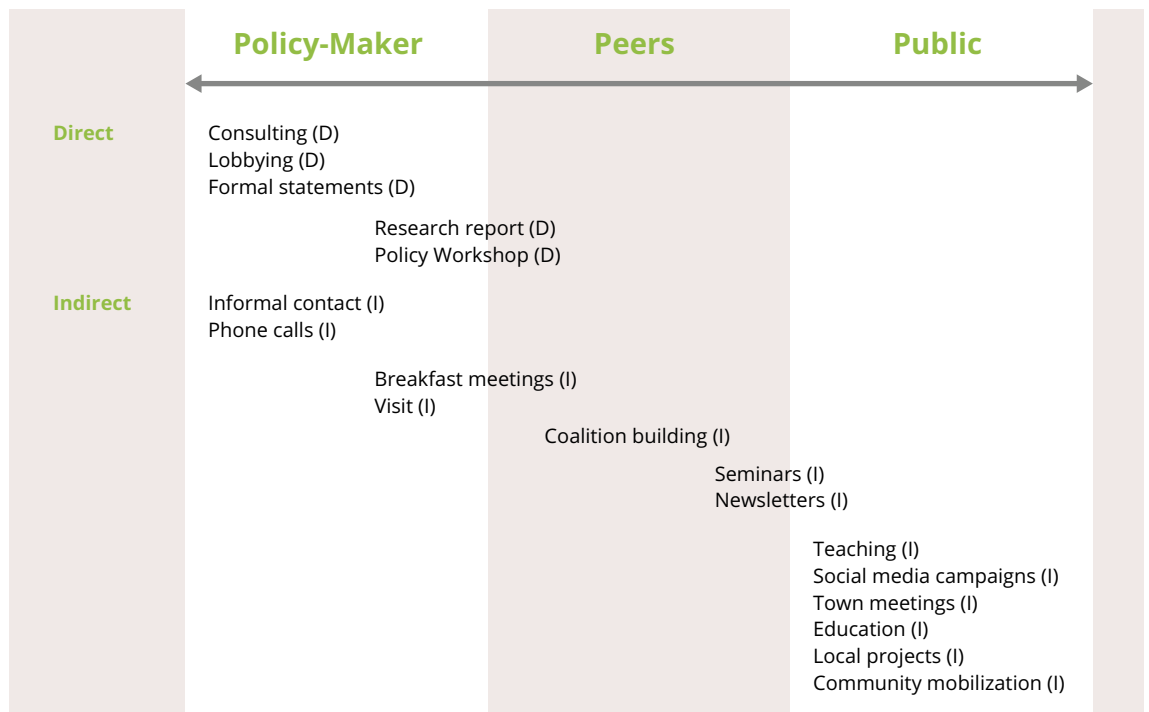 Policy-Maker Peers Public
Direct
Consulting (D)
Lobbying (D)
Formal statements (D)
Research report (D)
Policy Workshop (D)
Indirect
Informal contact (I)
Phone calls (I)
Breakfast meetings (I)
Visit (I)
Coalition building (I)
Seminars (I)
Newsletters (I)
Teaching (I)
Social media campaigns (I)
Town meetings (I)
Education (I)
Local projects (I)
Community mobilization (I)